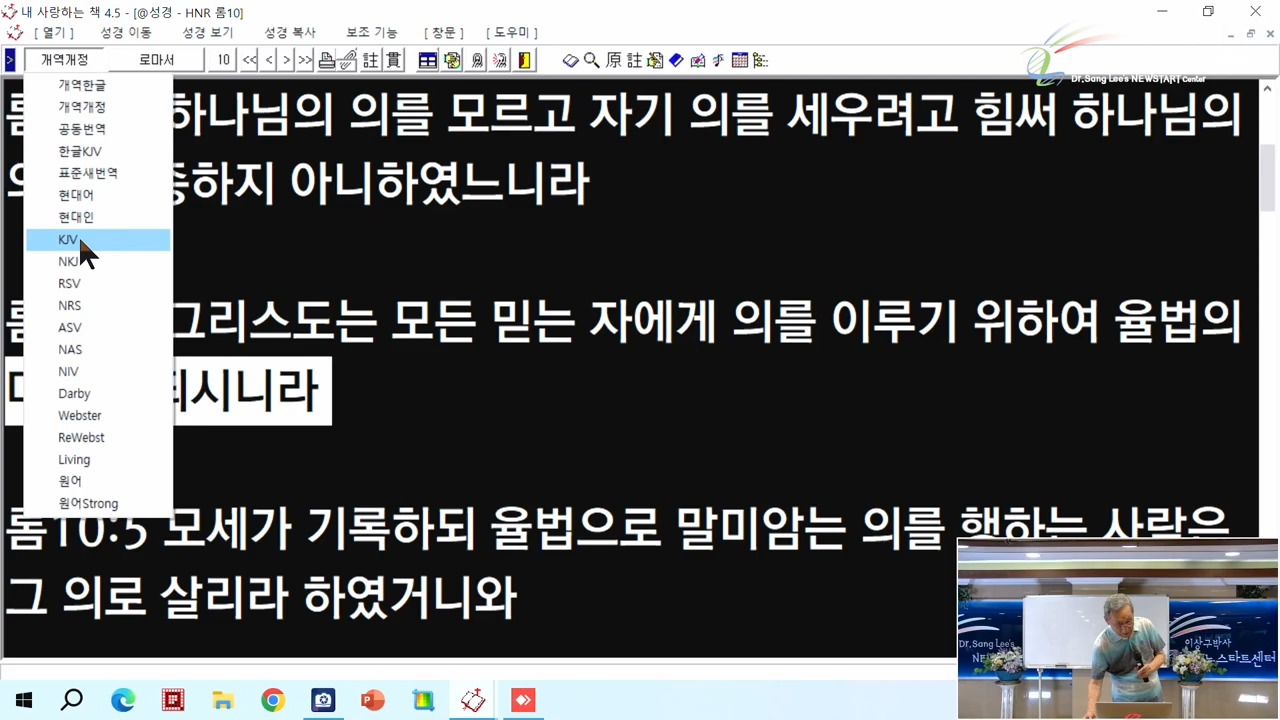 내 사랑하는 책 4.5 - [@성경 - HNR 롬10]
[ 열기 ] 성경 이동 성경 보기 성경 복사 보조 기능 [ 창문 ] [ 도우미 ]
개역개정 로마서 10 << < > >> 註 貫 原 註
Dr.Sang Lee's NEWSTART Center
개역한글
개역개정
공동번역
한글KJV
표준새번역
현대어
현대인
KJV
NKJ
RSV
NRS
ASV
NAS
NIV
Darby
Webster
ReWebst
Living
원어
원어Strong
하나님의 의를 모르고 자기 의를 세우려고 힘써 하나님의
하지 아니하였느니라
그리스도는 모든 믿는 자에게 의를 이루기 위하여 율법의
되시니라
롬10:5 모세가 기록하되 율법으로 말미암는 의를 행하는 사람은
그 의로 살리라 하였거니와
Dr.Sang Lee's
이상구박사
스타트센터